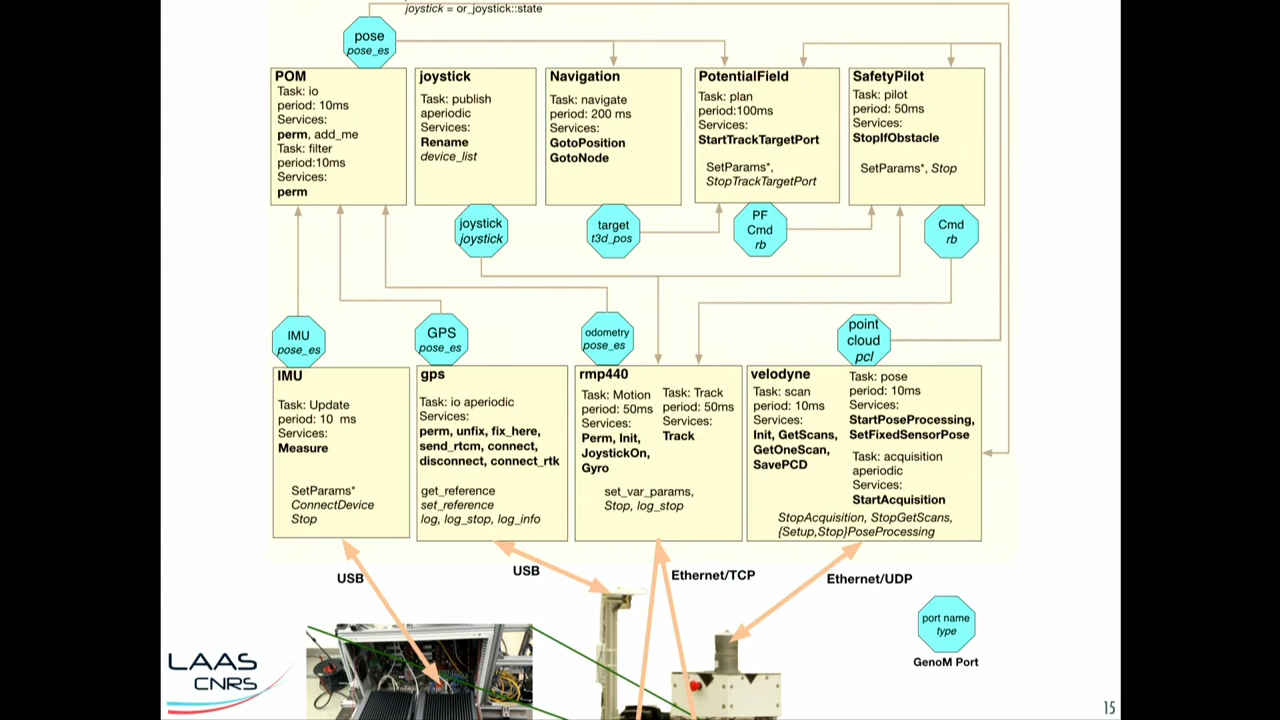 joystick = or_joystick::state
pose
pose_es
POM
Task: io
period: 10ms
Services:
perm, add_me
Task: filter
period:10ms
Services:
perm
joystick
Task: publish
aperiodic
Services:
Rename
device_list
Navigation
Task: navigate
period: 200 ms
Services:
GotoPosition
GotoNode
PotentialField
Task: plan
period:100ms
Services:
StartTrackTargetPort
SetParams*,
StopTrackTargetPort
SafetyPilot
Task: pilot
period: 50ms
Services:
StopIfObstacle
SetParams*, Stop
joystick
joystick
target
t3d_pos
PF
Cmd
rb
Cmd
rb
IMU
pose_es
GPS
pose_es
odometry
pose_es
point
cloud
pcl
IMU
Task: Update
period: 10 ms
Services:
Measure
SetParams*
ConnectDevice
Stop
gps
Task: io aperiodic
Services:
perm, unfix, fix_here,
send_rtcm, connect,
disconnect, connect_rtk
get_reference
set_reference
log, log_stop, log_info
rmp440
Task: Motion
period: 50ms
Services:
Perm, Init,
JoystickOn,
Gyro
Task: Track
period: 50ms
Services:
Track
set_var_params,
Stop, log_stop
velodyne
Task: scan
period: 10ms
Services:
Init, GetScans,
GetOneScan,
SavePCD
Task: pose
period: 10ms
Services:
StartPoseProcessing,
SetFixedSensorPose
Task: acquisition
aperiodic
Services:
StartAcquisition
StopAcquisition, StopGetScans,
{Setup,Stop}PoseProcessing
USB
USB
Ethernet/TCP
Ethernet/UDP
port name
type
GenoM Port
LAAS
CNRS
15